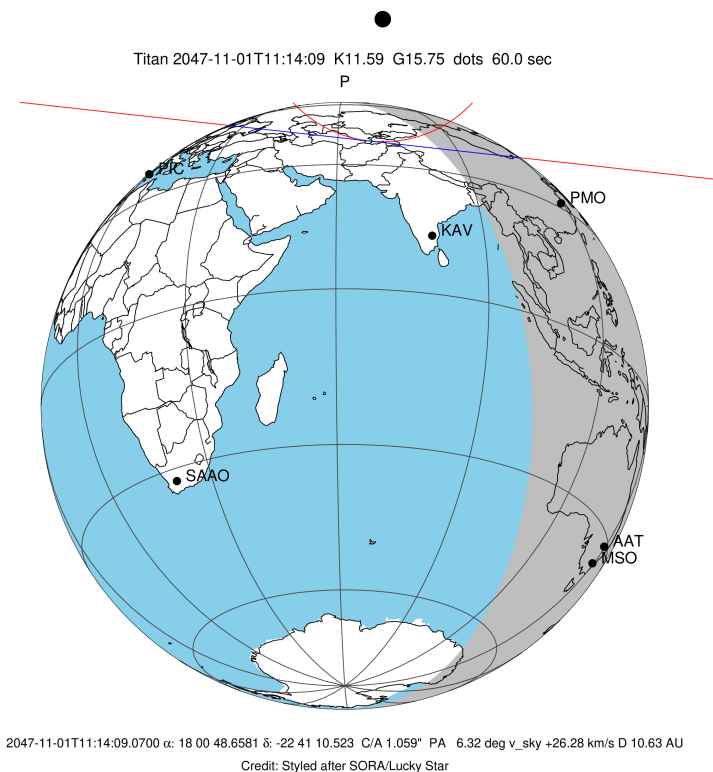 Titan 2047-11-01T11:14:09 K11.59 G15.75 dots 60.0 sec
P
PIC
PMO
KAV
SAAO
AAT
MSO
2047-11-01T11:14:09.0700 α: 18 00 48.6581 δ: -22 41 10.523 C/A 1.059" PA 6.32 deg v_sky +26.28 km/s D 10.63 AU
Credit: Styled after SORA/Lucky Star